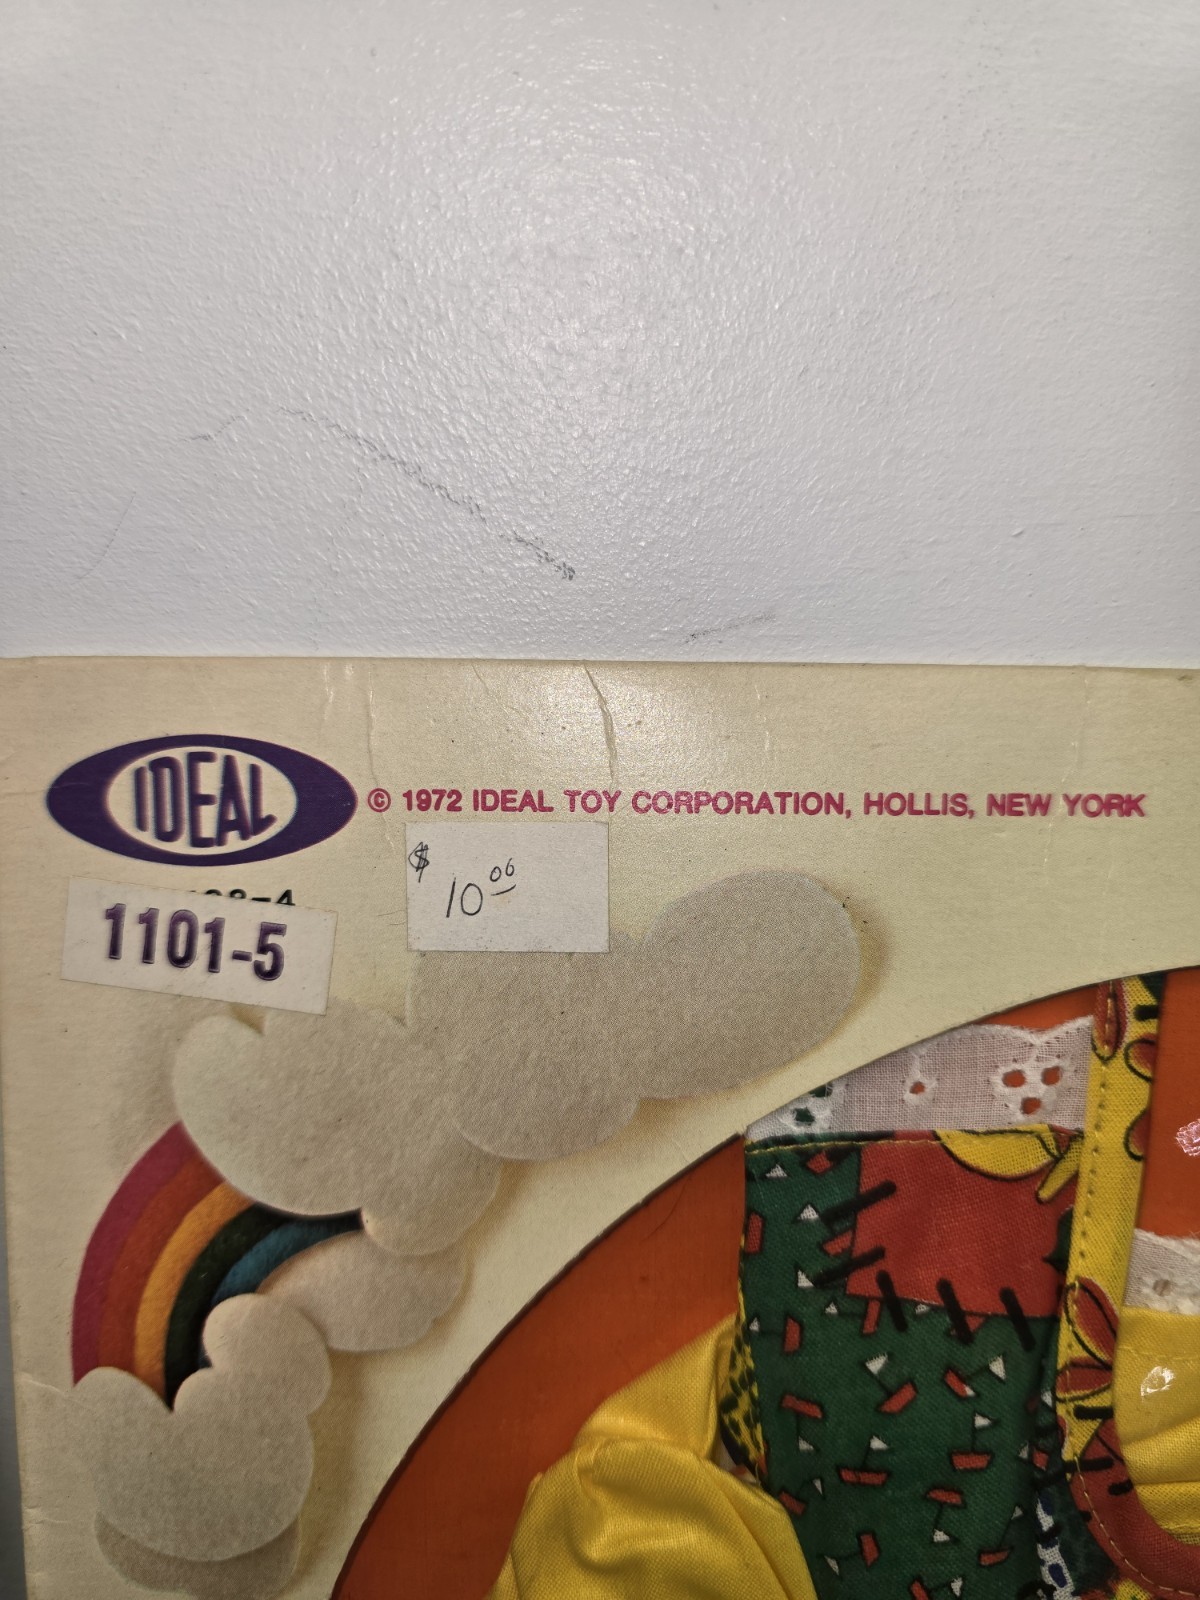 IDEAL
© 1972 IDEAL TOY CORPORATION, HOLLIS, NEW YORK
$ 10.00
1101-5